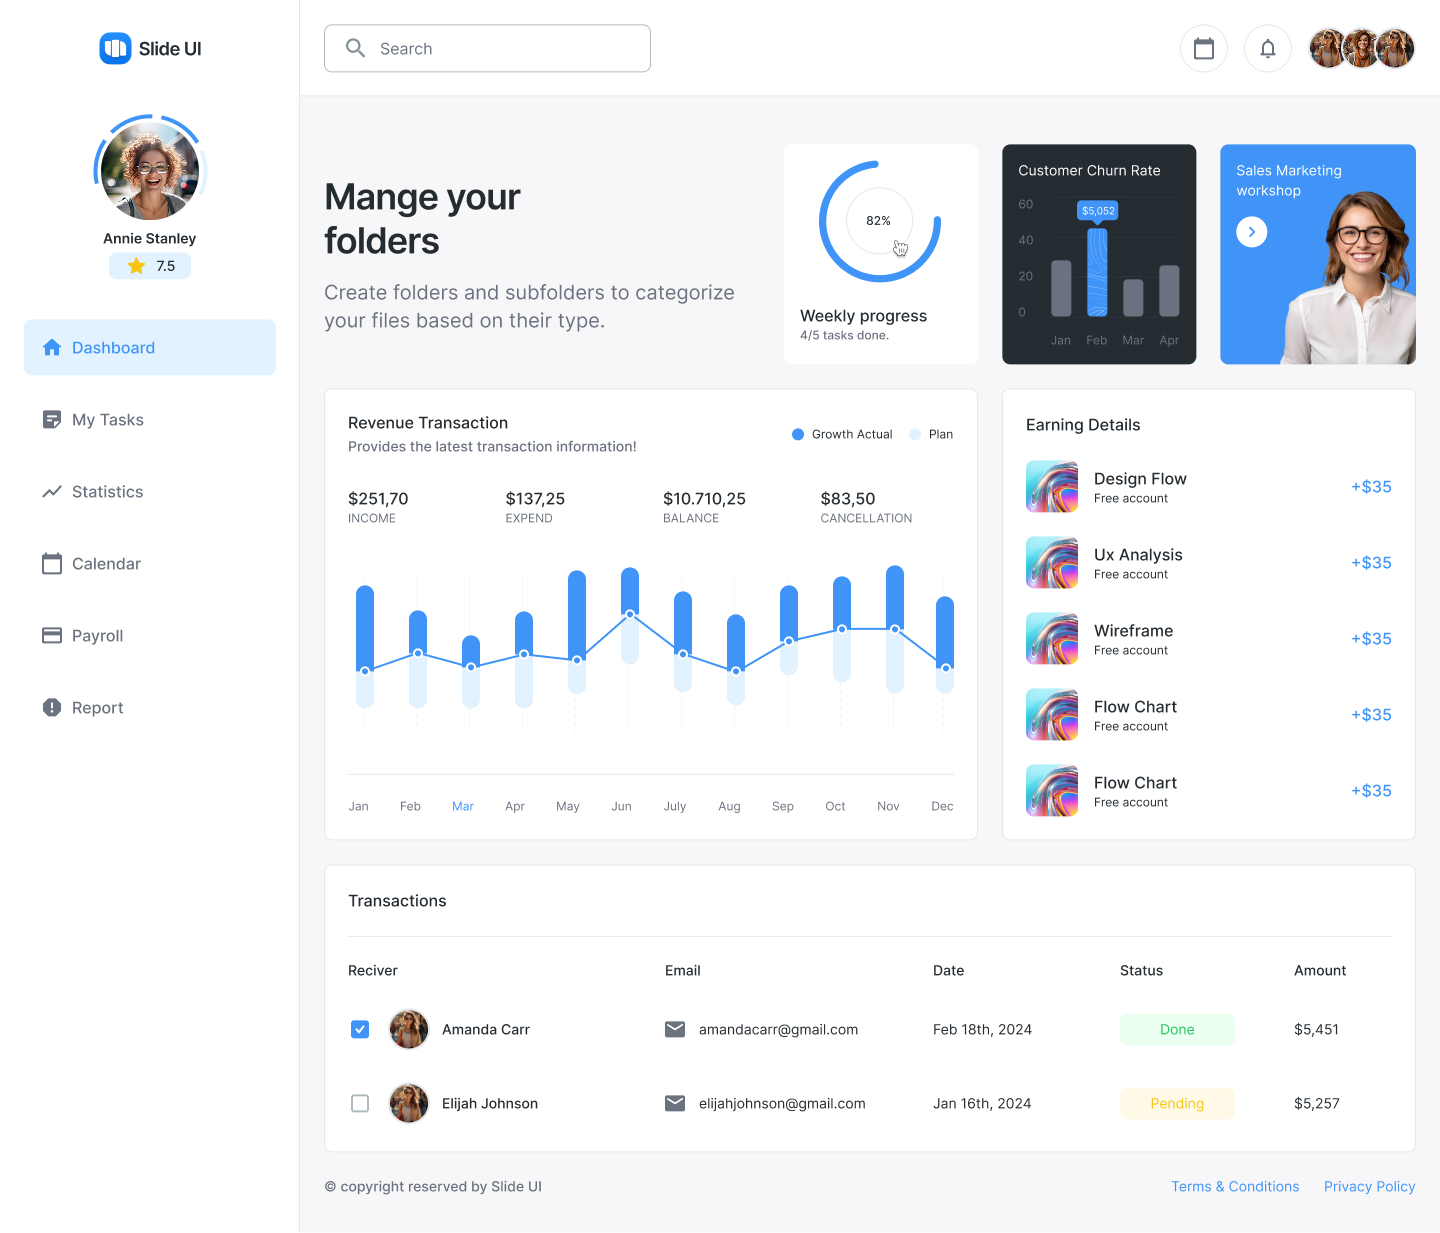 Slide UI
Search
Annie Stanley
7.5
Dashboard
My Tasks
Statistics
Calendar
Payroll
Report
Mange your
folders
Create folders and subfolders to categorize
your files based on their type.
82%
Weekly progress
4/5 tasks done.
Customer Churn Rate
60
$5,052
40
20
0
Jan Feb Mar Apr
Sales Marketing
workshop
Revenue Transaction
Provides the latest transaction information!
Growth Actual Plan
$251,70 $137,25 $10.710,25 $83,50
INCOME EXPEND BALANCE CANCELLATION
Jan Feb Mar Apr May Jun July Aug Sep Oct Nov Dec
Earning Details
Design Flow
Free account
+$35
Ux Analysis
Free account
+$35
Wireframe
Free account
+$35
Flow Chart
Free account
+$35
Flow Chart
Free account
+$35
Transactions
Reciver Email Date Status Amount
Amanda Carr amandacarr@gmail.com Feb 18th, 2024 Done $5,451
Elijah Johnson elijahjohnson@gmail.com Jan 16th, 2024 Pending $5,257
© copyright reserved by Slide UI
Terms & Conditions Privacy Policy